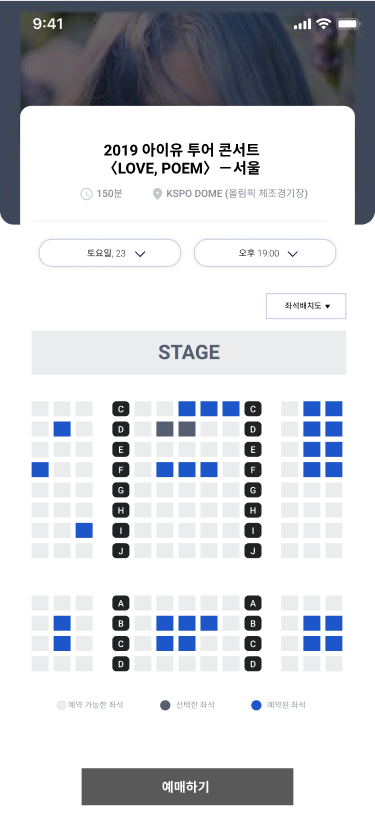 9:41
2019 아이유 투어 콘서트
〈LOVE, POEM〉 – 서울
150분 KSPO DOME (올림픽 체조경기장)
토요일, 23 오후 19:00
좌석배치도 ▼
STAGE
C C
D D
E E
F F
G G
H H
I I
J J
A A
B B
C C
D D
예약 가능한 좌석 선택한 좌석 예약된 좌석
예매하기